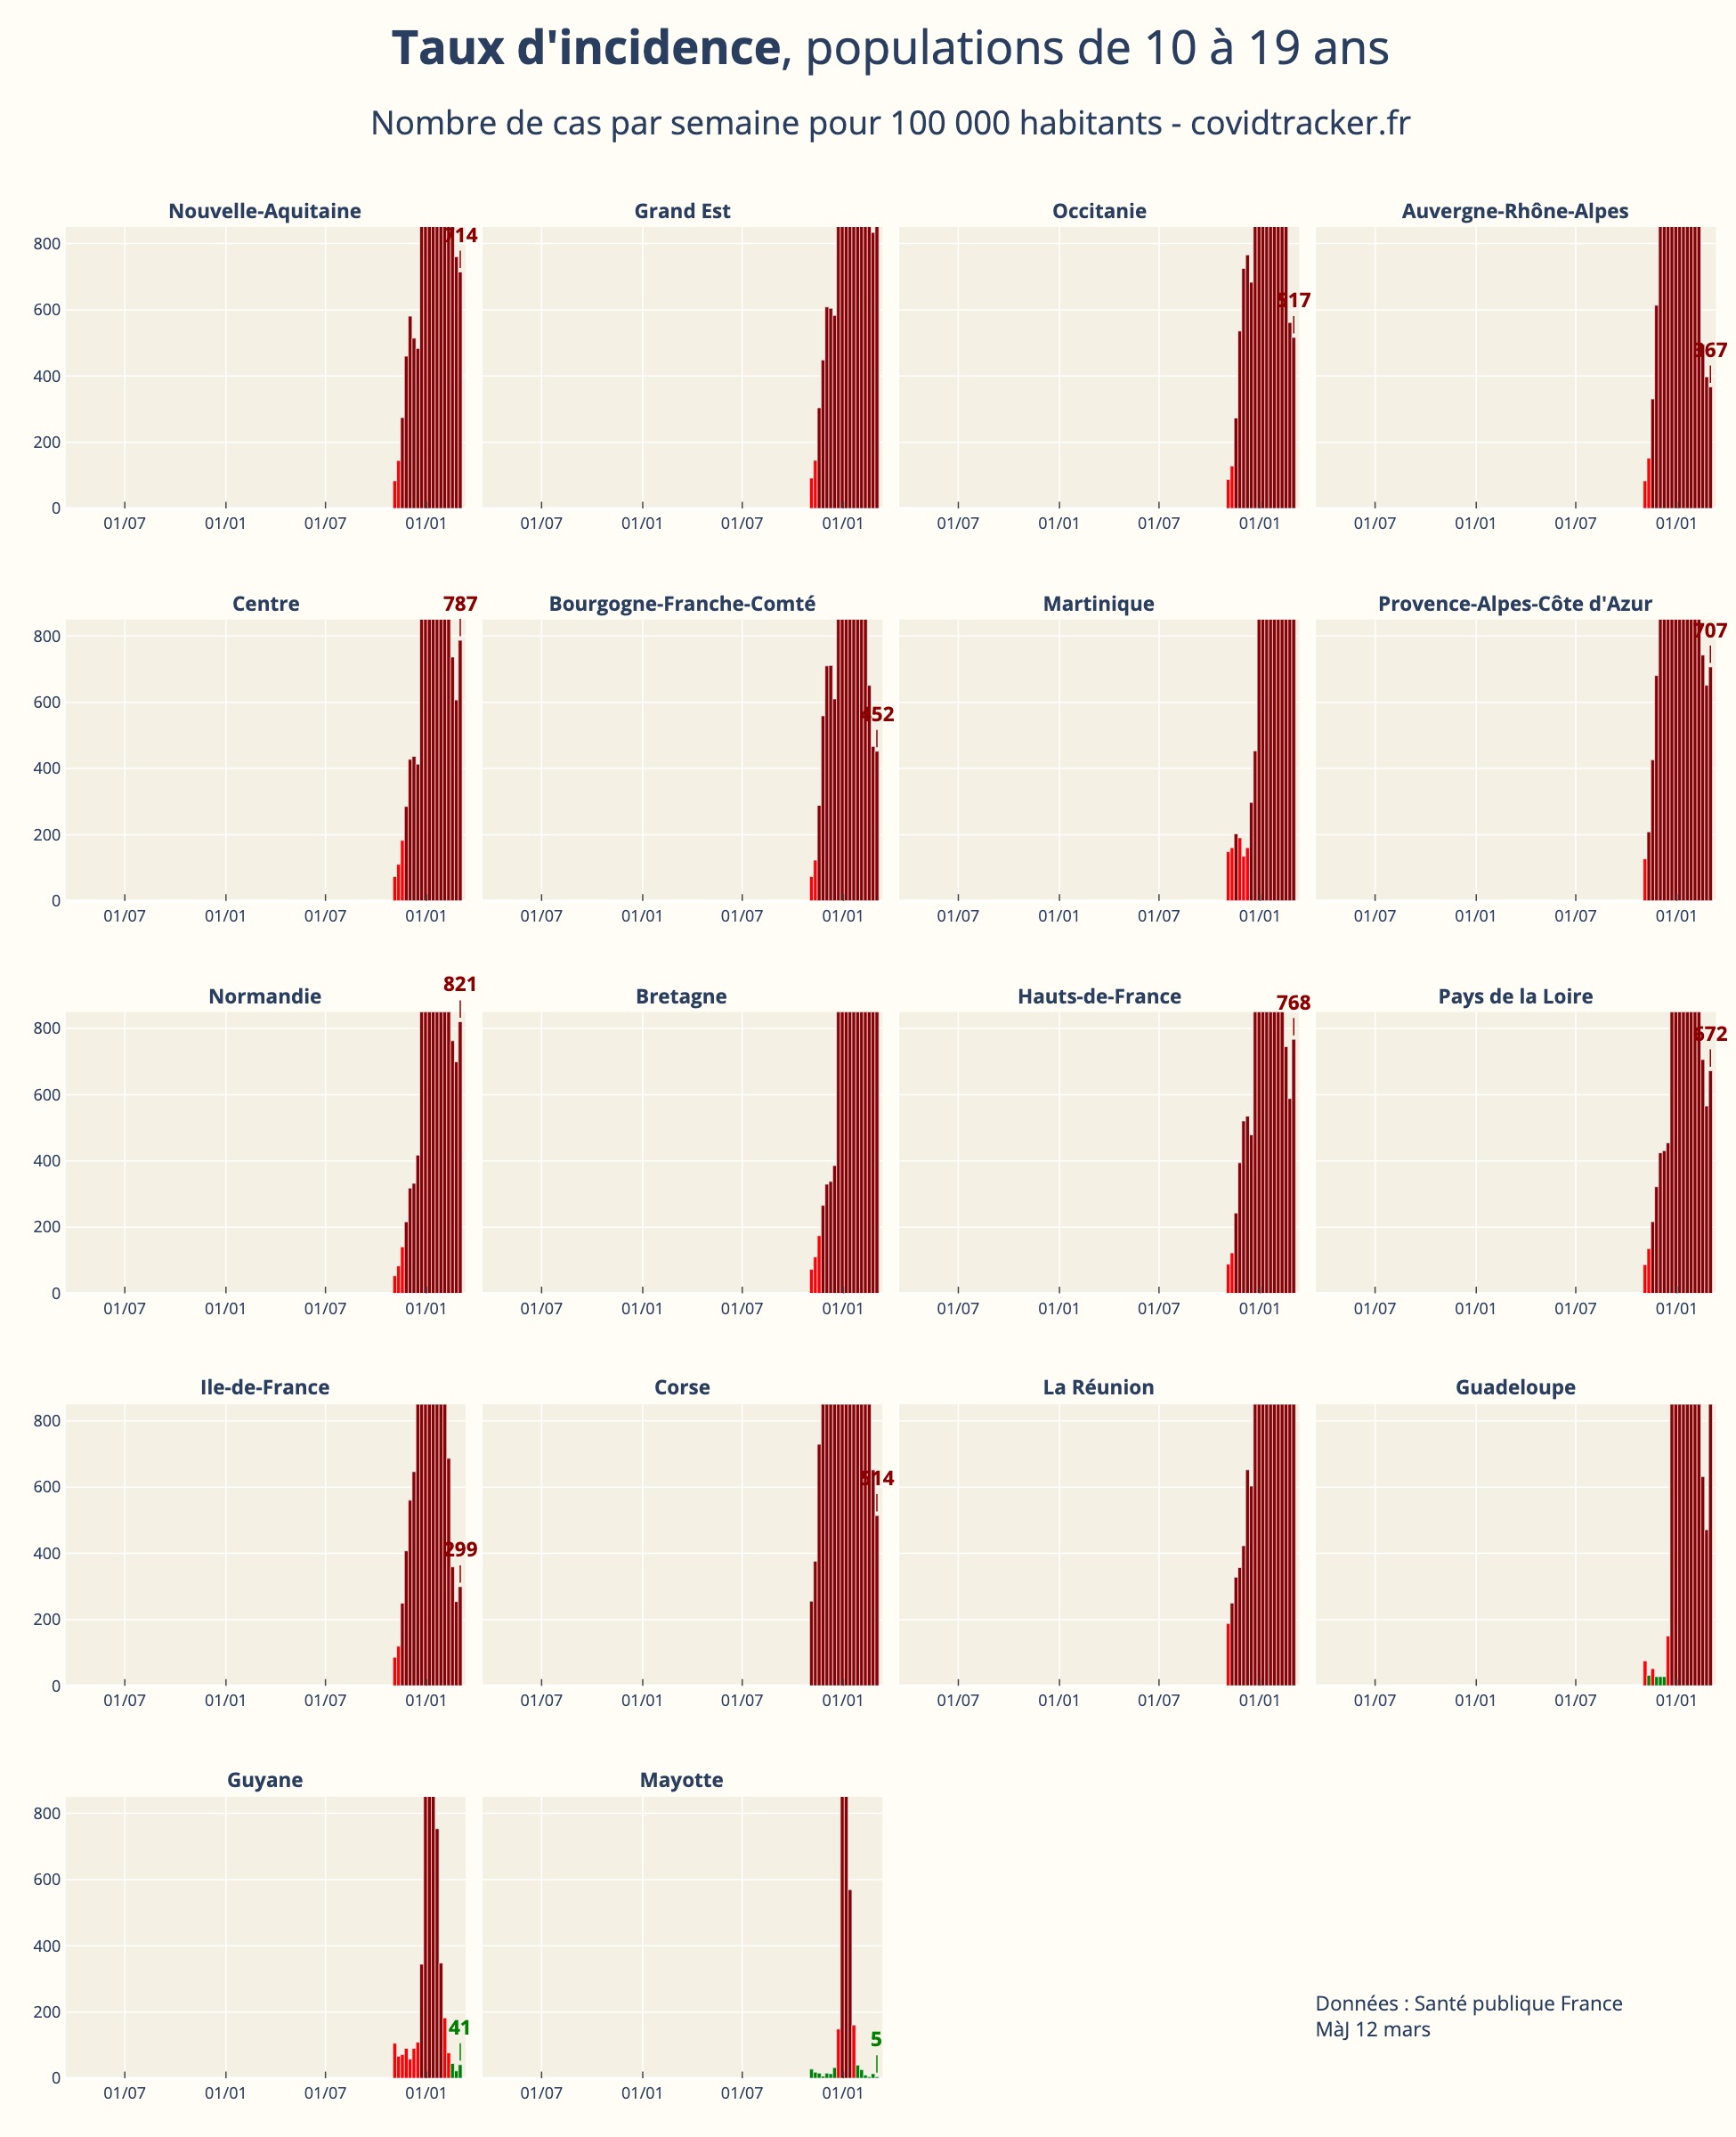 Taux d'incidence, populations de 10 à 19 ans
Nombre de cas par semaine pour 100 000 habitants - covidtracker.fr
Nouvelle-Aquitaine
Grand Est
Occitanie
Auvergne-Rhône-Alpes
800
600
400
200
0
714
517
367
01/07 01/01 01/07 01/01
01/07 01/01 01/07 01/01
01/07 01/01 01/07 01/01
01/07 01/01 01/07 01/01
Centre
Bourgogne-Franche-Comté
Martinique
Provence-Alpes-Côte d'Azur
800
600
400
200
0
787
452
707
01/07 01/01 01/07 01/01
01/07 01/01 01/07 01/01
01/07 01/01 01/07 01/01
01/07 01/01 01/07 01/01
Normandie
Bretagne
Hauts-de-France
Pays de la Loire
800
600
400
200
0
821
768
672
01/07 01/01 01/07 01/01
01/07 01/01 01/07 01/01
01/07 01/01 01/07 01/01
01/07 01/01 01/07 01/01
Ile-de-France
Corse
La Réunion
Guadeloupe
800
600
400
200
0
299
514
01/07 01/01 01/07 01/01
01/07 01/01 01/07 01/01
01/07 01/01 01/07 01/01
01/07 01/01 01/07 01/01
Guyane
Mayotte
800
600
400
200
0
41
5
01/07 01/01 01/07 01/01
01/07 01/01 01/07 01/01
Données : Santé publique France
MàJ 12 mars